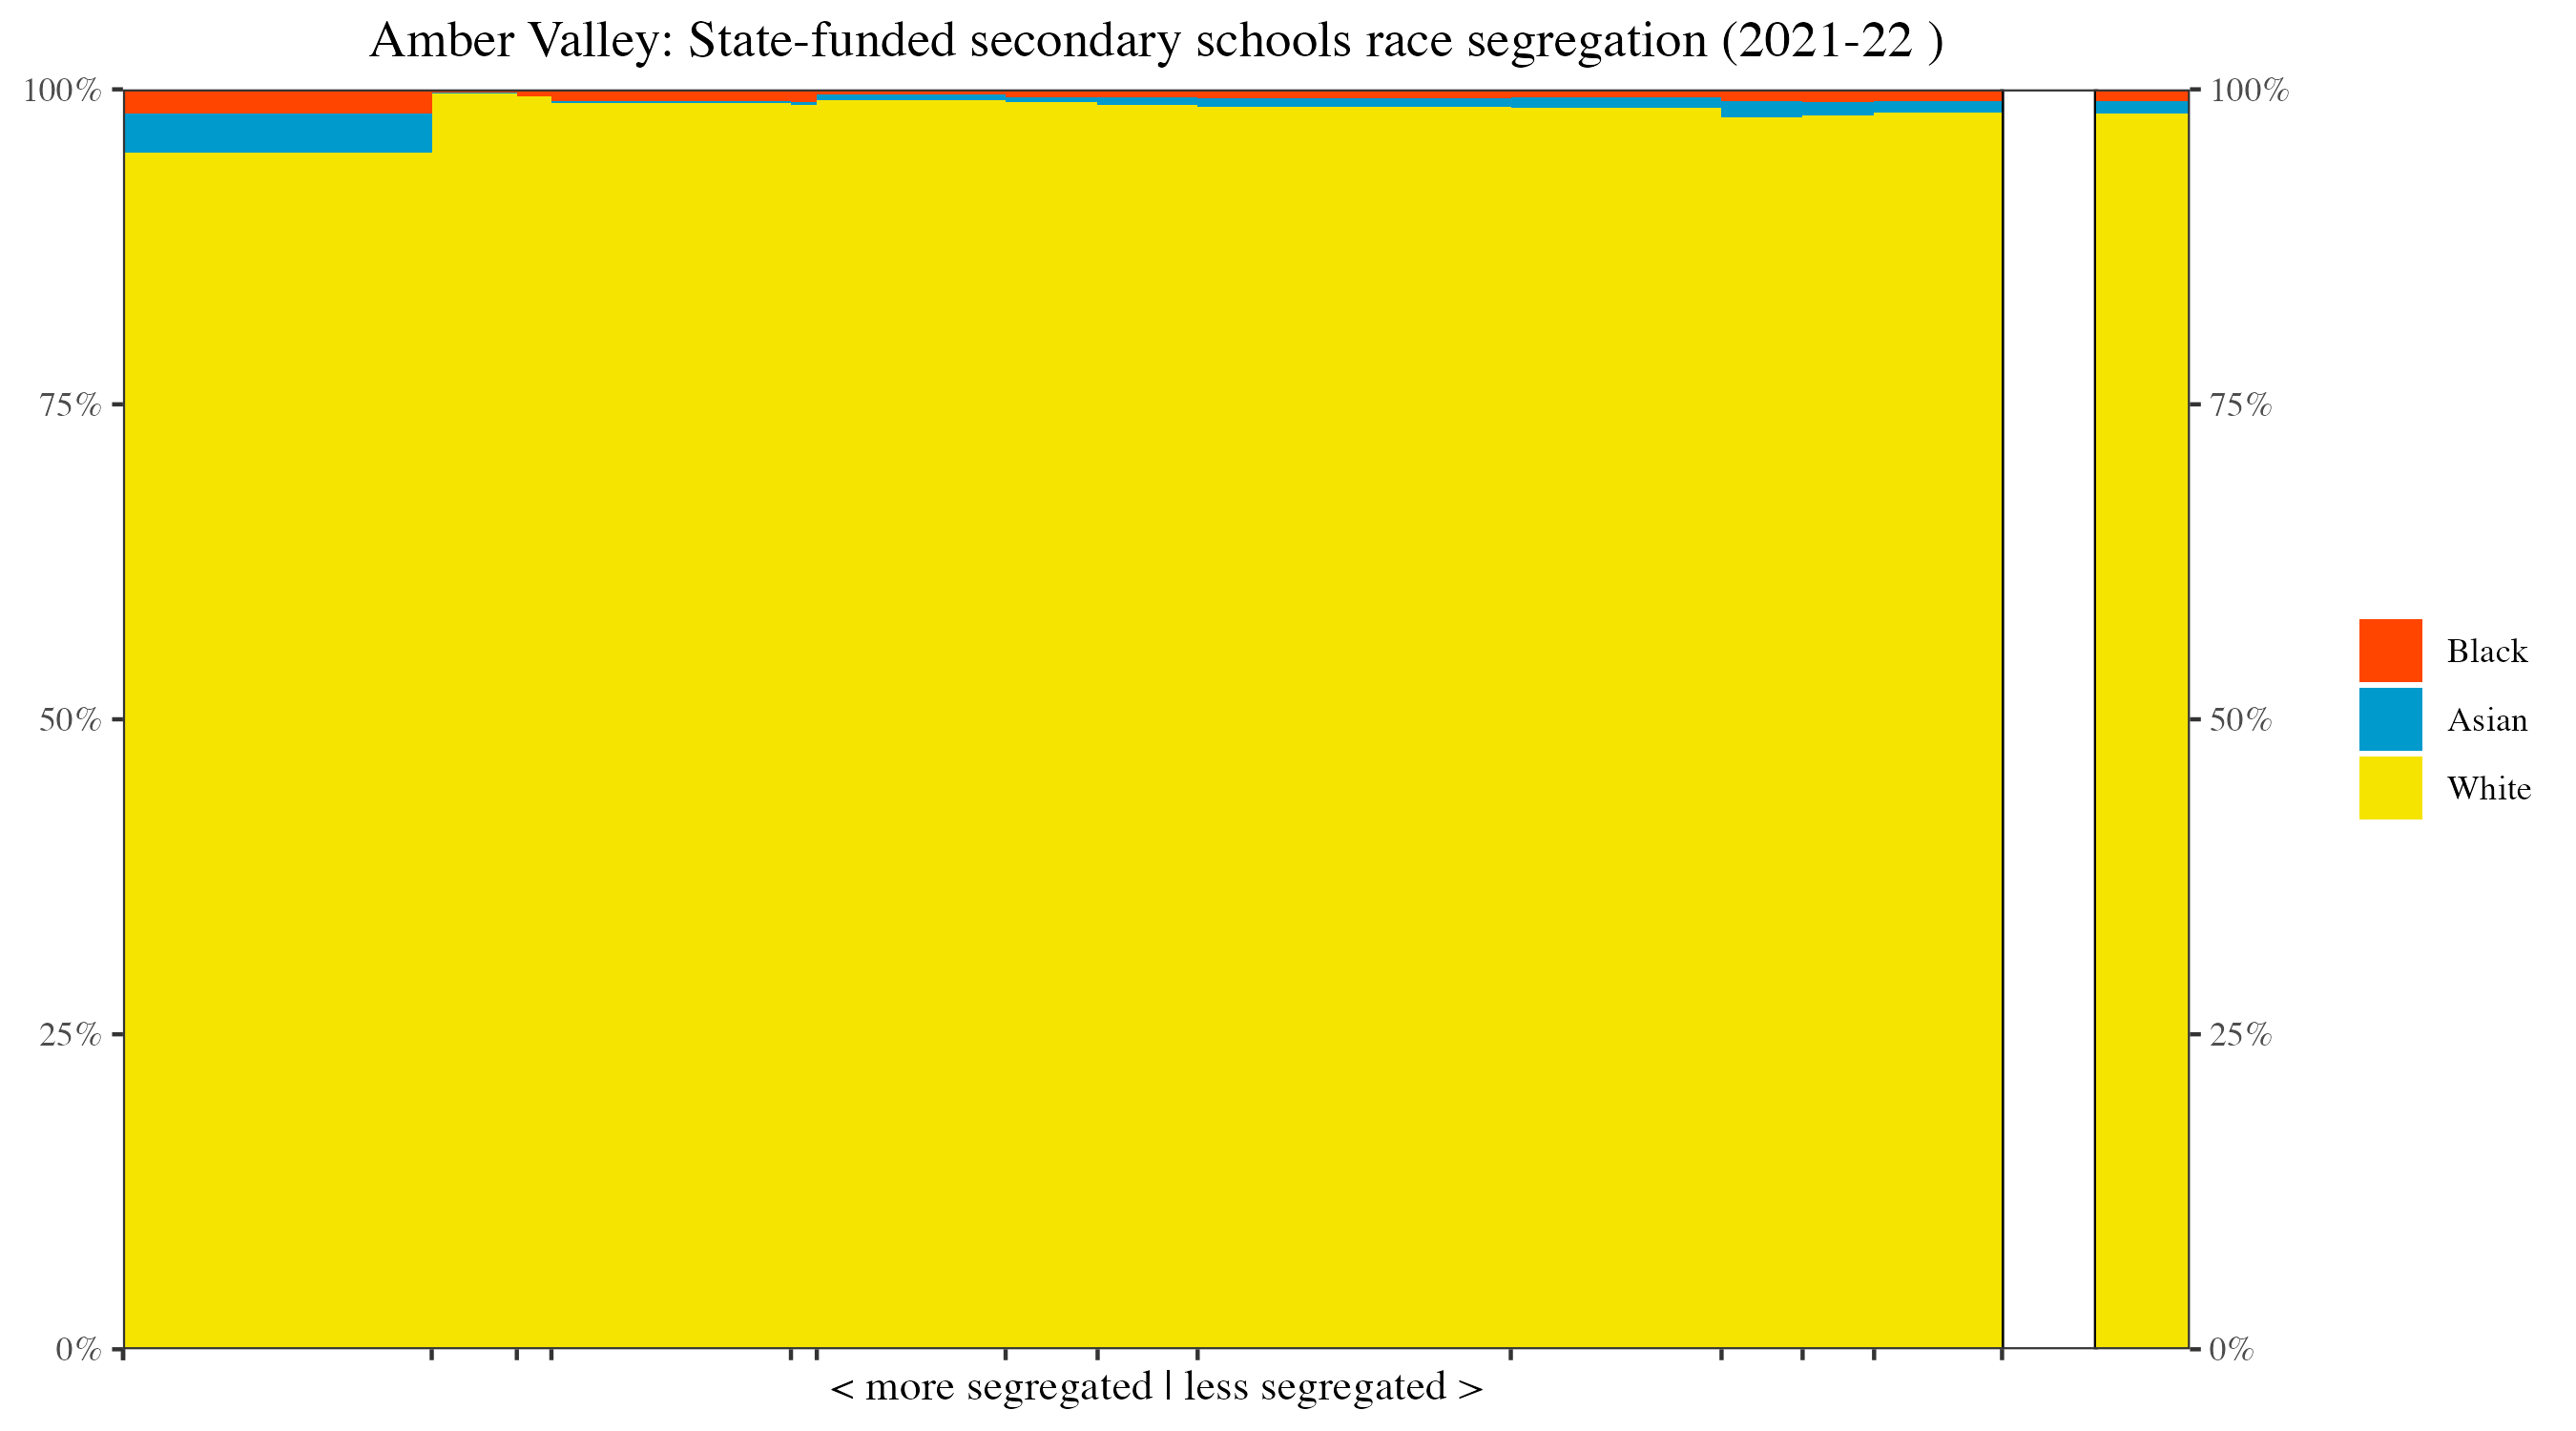 Amber Valley: State-funded secondary schools race segregation (2021-22 )
100%
75%
50%
25%
0%
100%
75%
50%
25%
0%
< more segregated | less segregated >
Black
Asian
White